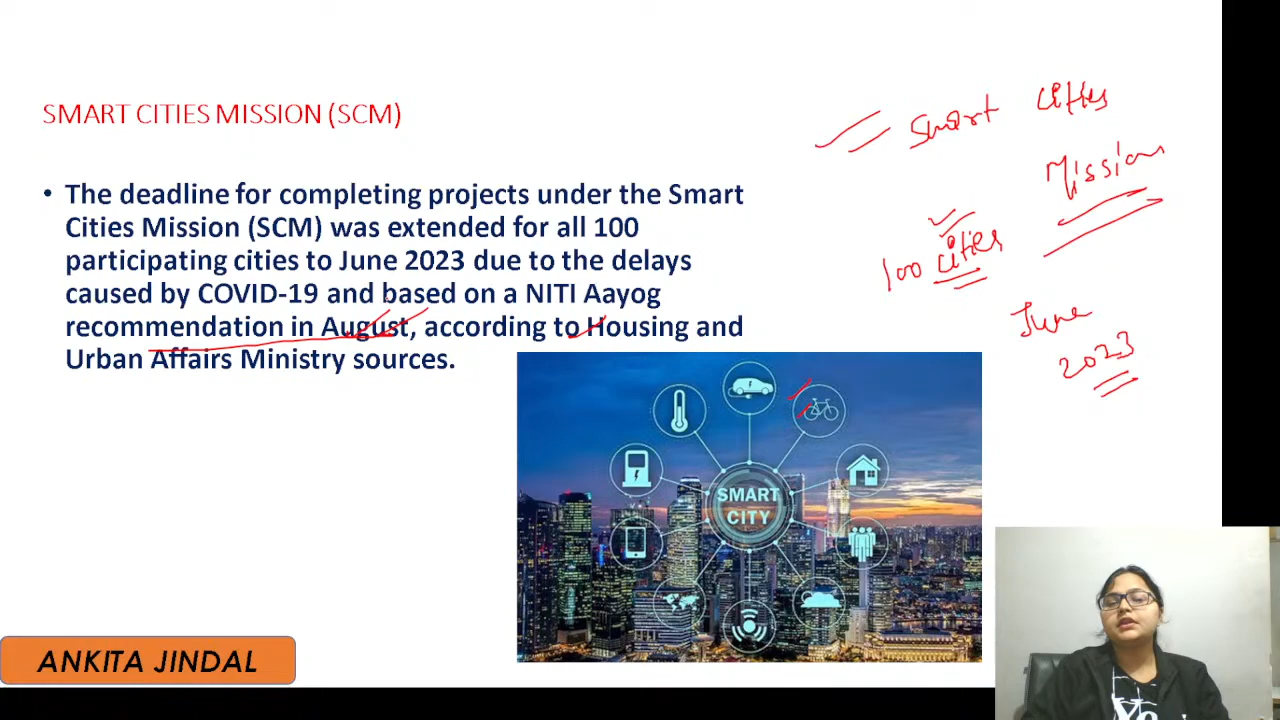 SMART CITIES MISSION (SCM)
• The deadline for completing projects under the Smart
Cities Mission (SCM) was extended for all 100
participating cities to June 2023 due to the delays
caused by COVID-19 and based on a NITI Aayog
recommendation in August, according to Housing and
Urban Affairs Ministry sources.
Smart cities
Mission
100 cities
June
2023
SMART
CITY
ANKITA JINDAL